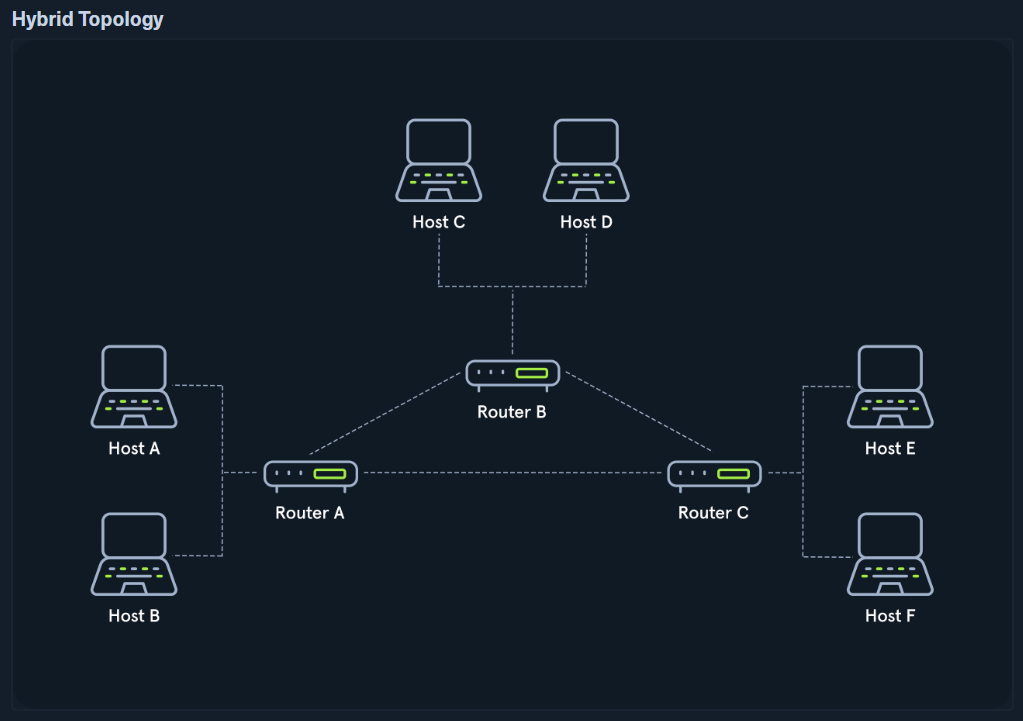 Hybrid Topology
Host C
Host D
Router B
Host A
Host E
Router A
Router C
Host B
Host F